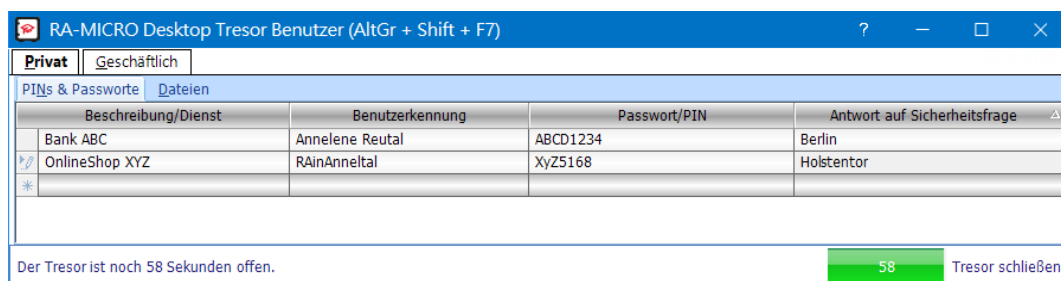 RA-MICRO Desktop Tresor Benutzer (AltGr + Shift + F7)
Privat Geschäftlich
PINs & Passworte Dateien
Beschreibung/Dienst Benutzerkennung Passwort/PIN Antwort auf Sicherheitsfrage
Bank ABC Annelene Reutal ABCD1234 Berlin
OnlineShop XYZ RAinAnneltal XyZ5168 Holstentor
Der Tresor ist noch 58 Sekunden offen. 58 Tresor schließen